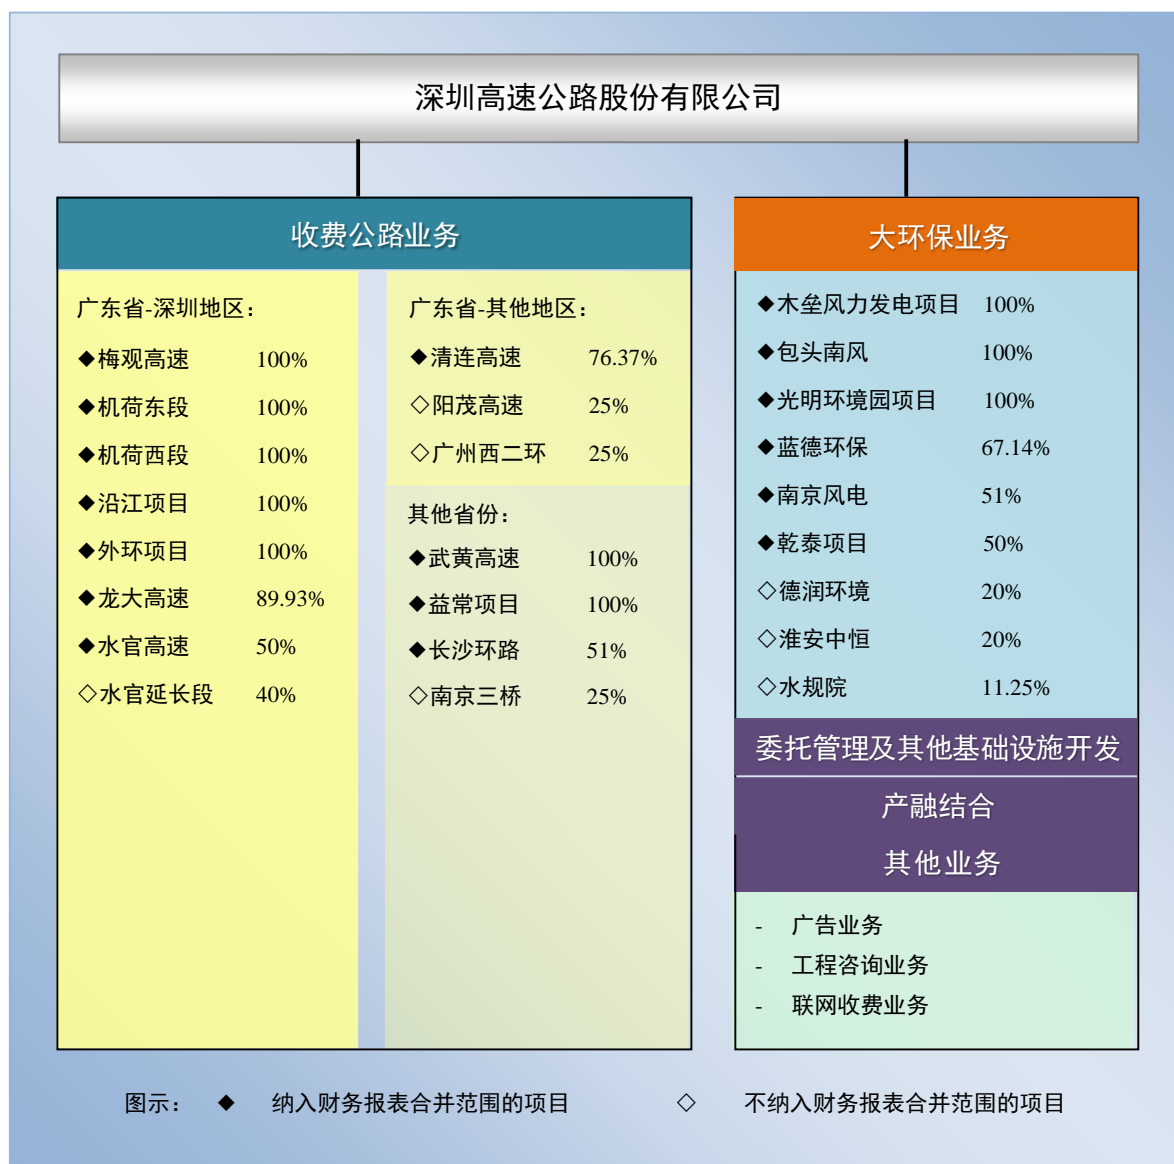 深圳高速公路股份有限公司
收费公路业务
广东省-深圳地区：
◆梅观高速 100%
◆机荷东段 100%
◆机荷西段 100%
◆沿江项目 100%
◆外环项目 100%
◆龙大高速 89.93%
◆水官高速 50%
◇水官延长段 40%
广东省-其他地区：
◆清连高速 76.37%
◇阳茂高速 25%
◇广州西二环 25%
其他省份：
◆武黄高速 100%
◆益常项目 100%
◆长沙环路 51%
◇南京三桥 25%
大环保业务
◆木垒风力发电项目 100%
◆包头南风 100%
◆光明环境园项目 100%
◆蓝德环保 67.14%
◆南京风电 51%
◆乾泰项目 50%
◇德润环境 20%
◇淮安中恒 20%
◇水规院 11.25%
委托管理及其他基础设施开发
产融结合
其他业务
- 广告业务
- 工程咨询业务
- 联网收费业务
图示： ◆ 纳入财务报表合并范围的项目 ◇ 不纳入财务报表合并范围的项目